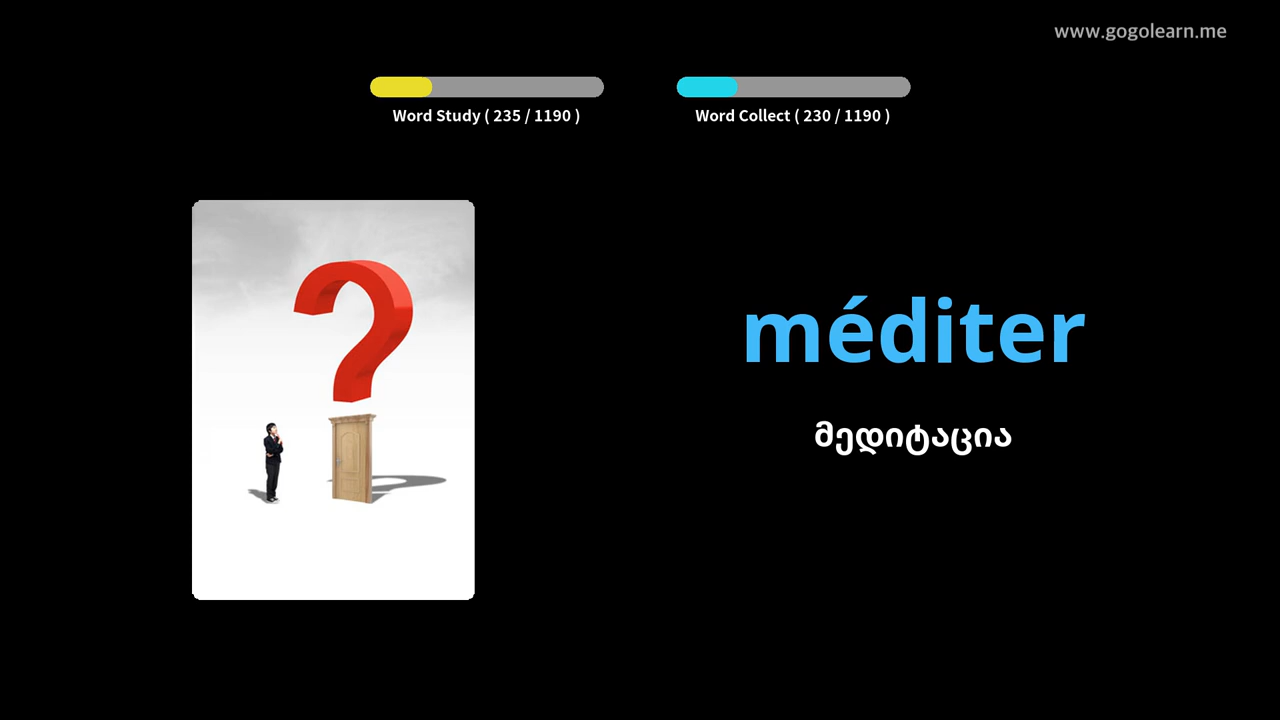 www.gogolearn.me
Word Study ( 235 / 1190 )
Word Collect ( 230 / 1190 )
méditer
მედიტაცია